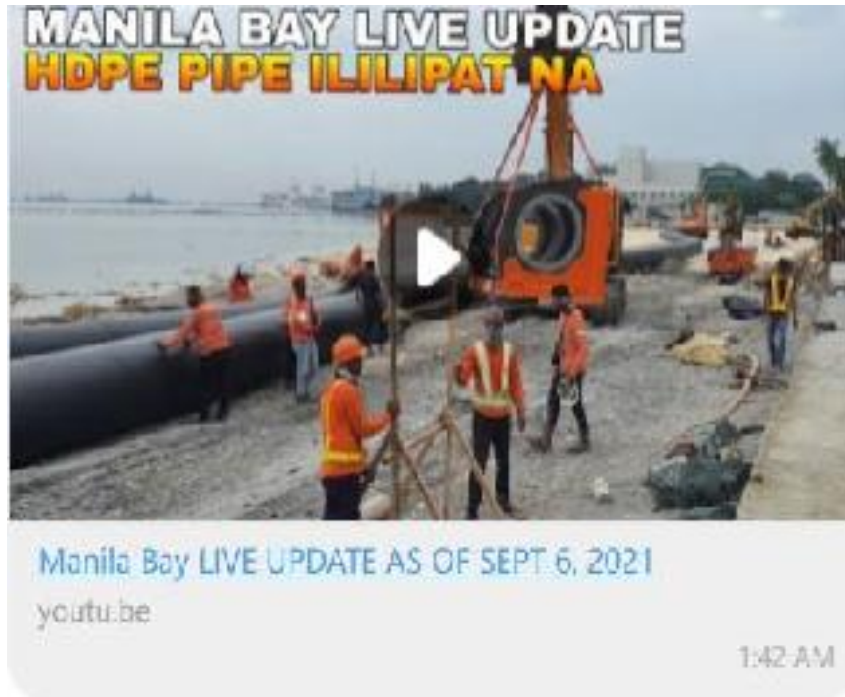 MANILA BAY LIVE UPDATE
HDPE PIPE ILILIPAT NA
Manila Bay LIVE UPDATE AS OF SEPT 6, 2021
youtu.be
1:42 AM